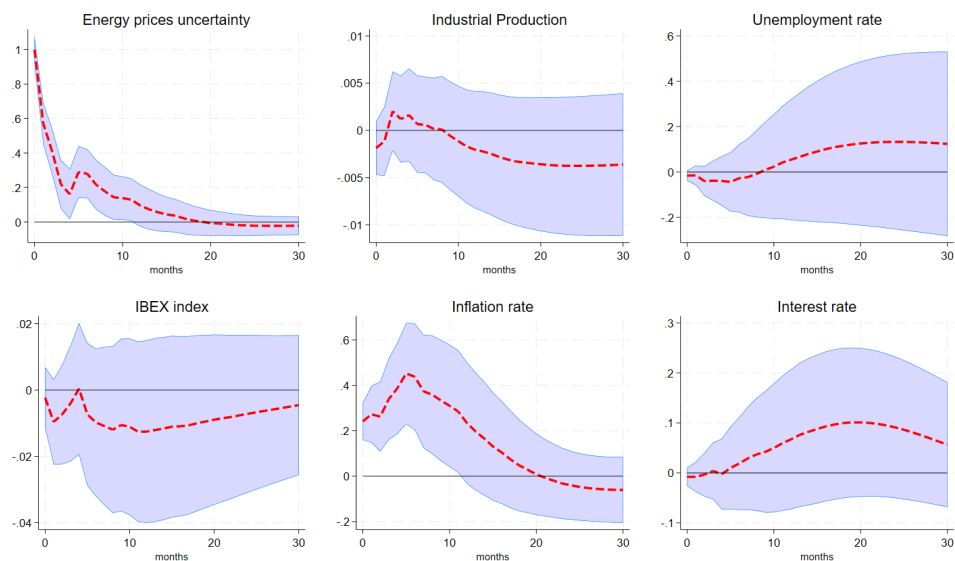 Energy prices uncertainty
1
.8
.6
.4
.2
0
0 10 20 30
months
Industrial Production
.01
.005
0
-.005
-.01
0 10 20 30
months
Unemployment rate
.6
.4
.2
0
-.2
0 10 20 30
months
IBEX index
.02
0
-.02
-.04
0 10 20 30
months
Inflation rate
.6
.4
.2
0
-.2
0 10 20 30
months
Interest rate
.3
.2
.1
0
-.1
0 10 20 30
months